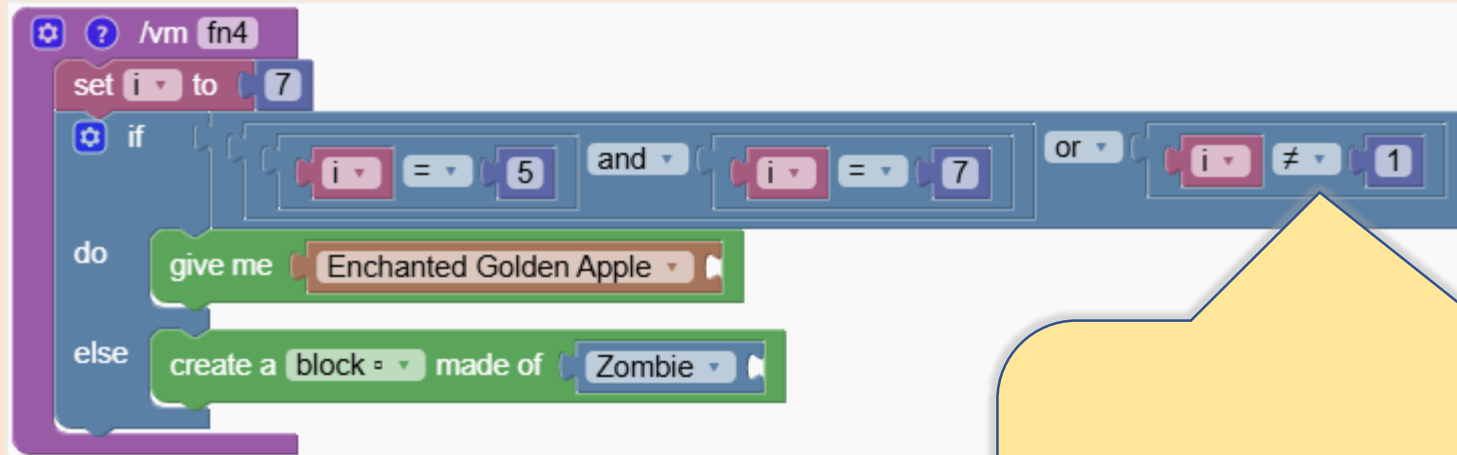 ? /vm fn4
set i to 7
if i = 5 and i = 7 or i ≠ 1
do give me Enchanted Golden Apple
else create a block made of Zombie